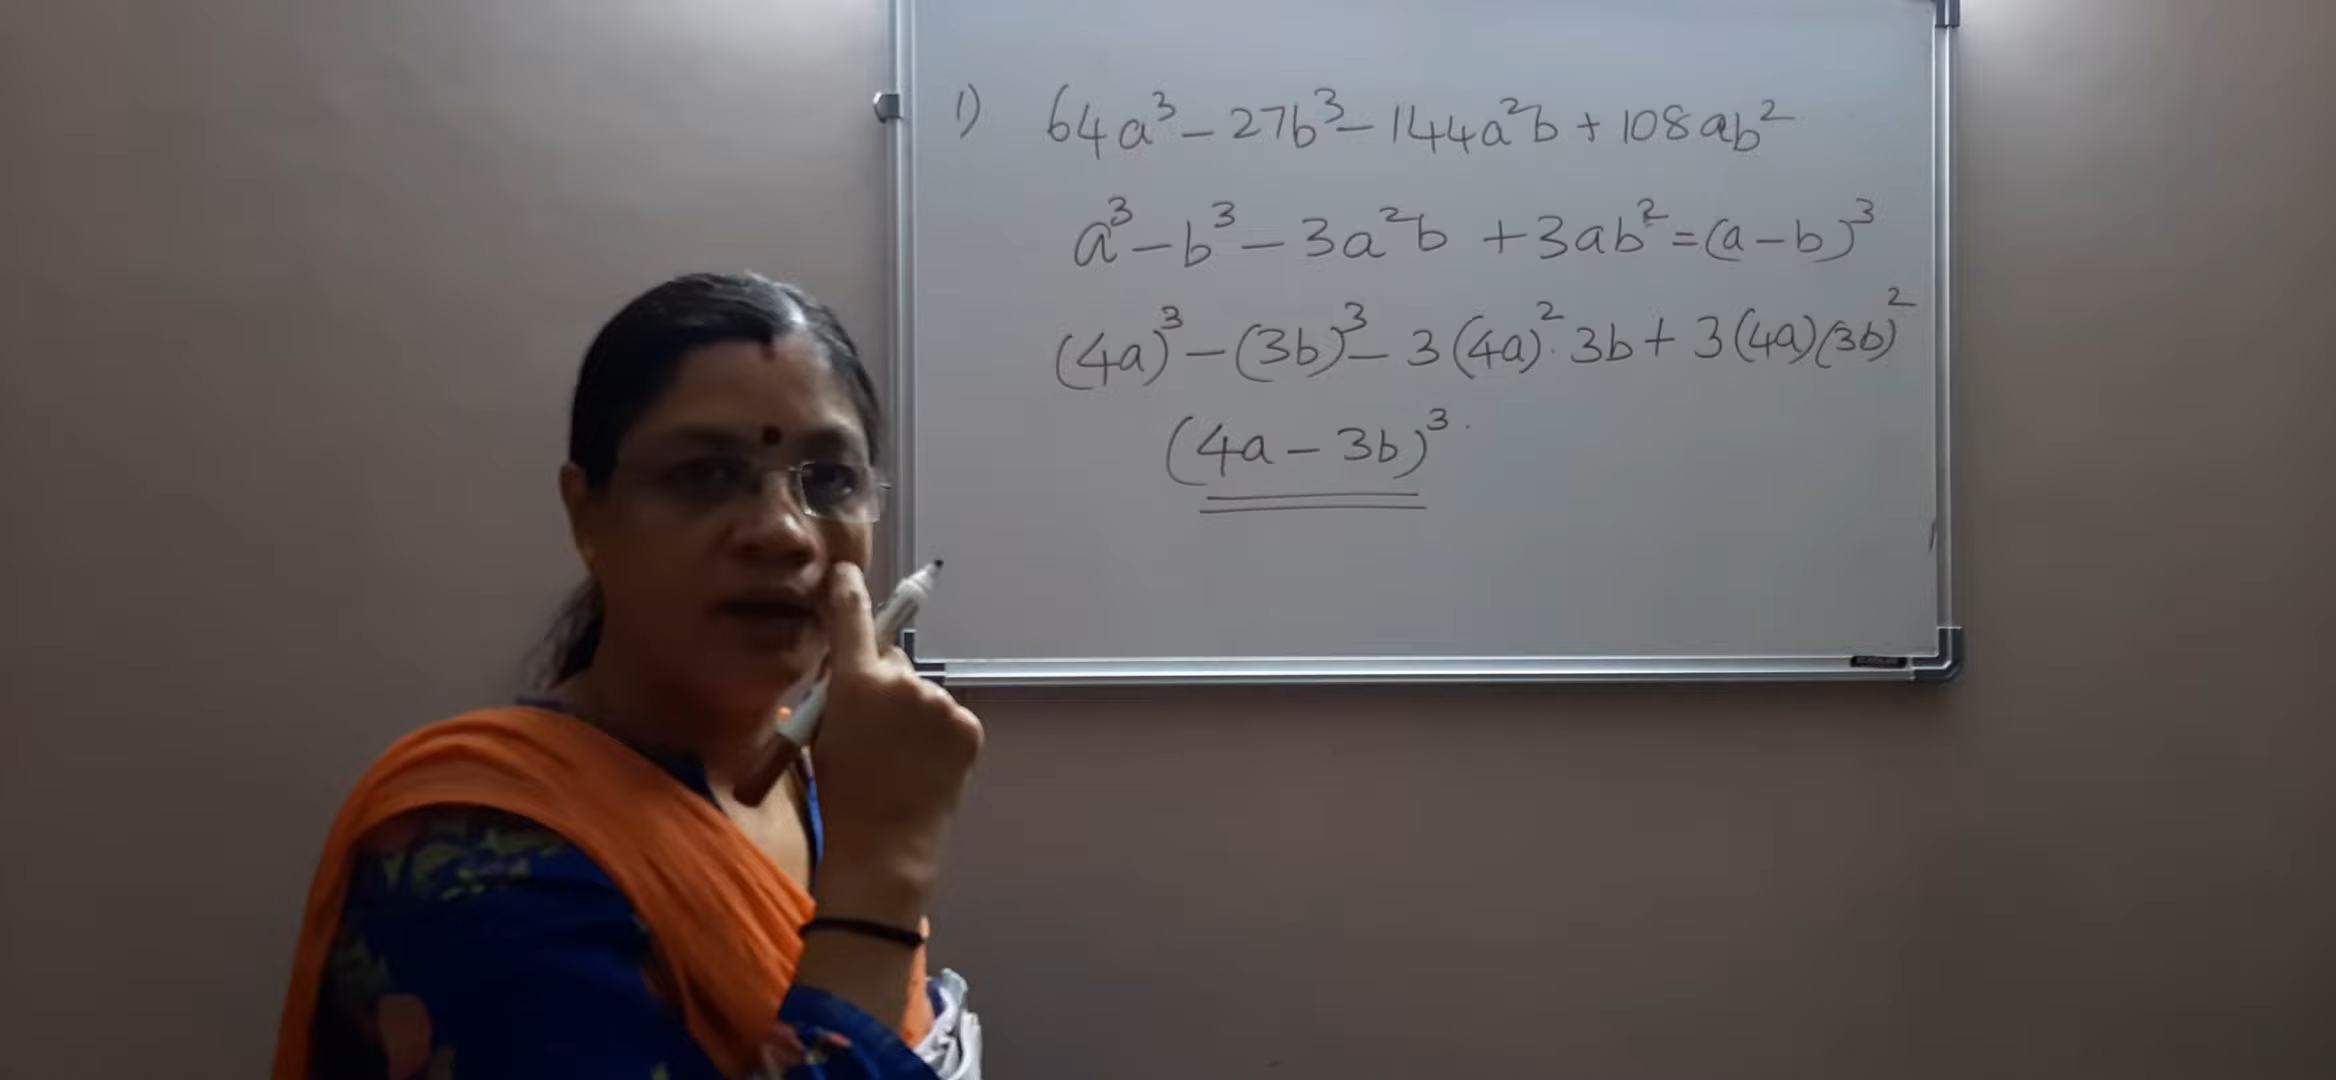 1) 64a³ – 27b³ – 144a²b + 108ab²
a³ – b³ – 3a²b + 3ab² = (a – b)³
(4a)³ – (3b)³ – 3(4a)²·3b + 3(4a)(3b)²
(4a – 3b)³